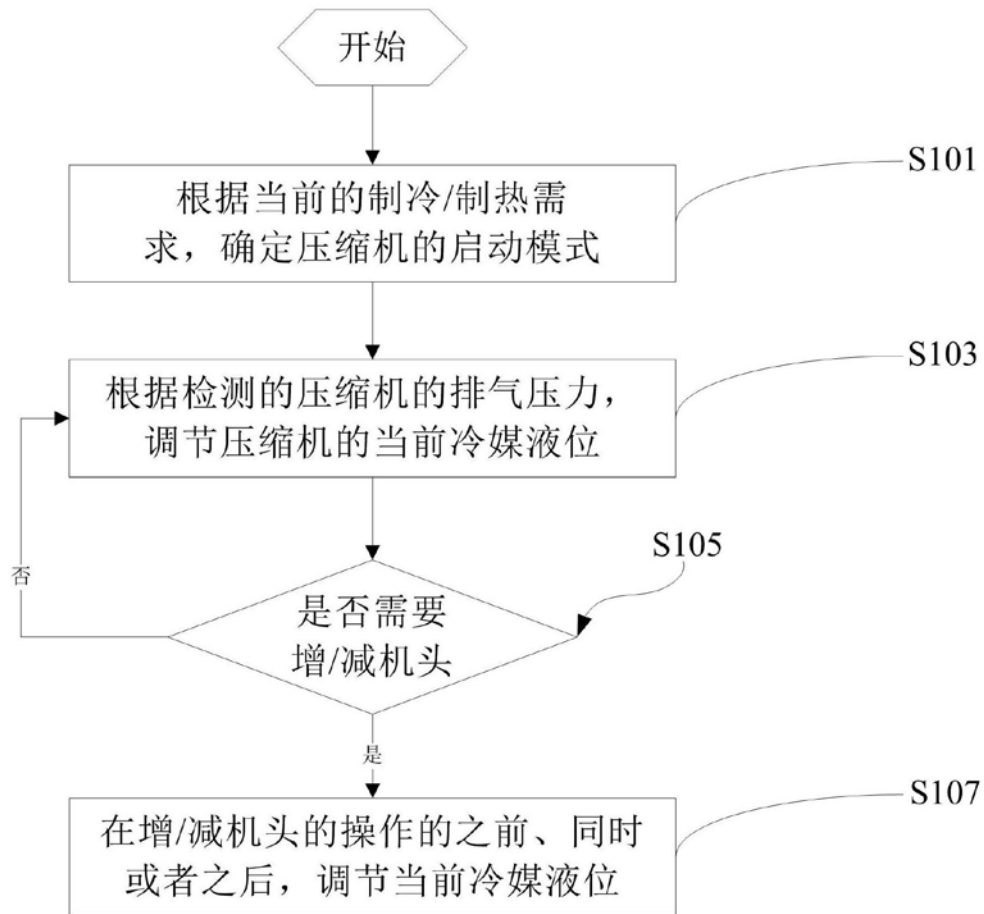 开始
S101
根据当前的制冷/制热需
求，确定压缩机的启动模式
S103
根据检测的压缩机的排气压力，
调节压缩机的当前冷媒液位
S105
否
是否需要
增/减机头
是
S107
在增/减机头的操作的之前、同时
或者之后，调节当前冷媒液位